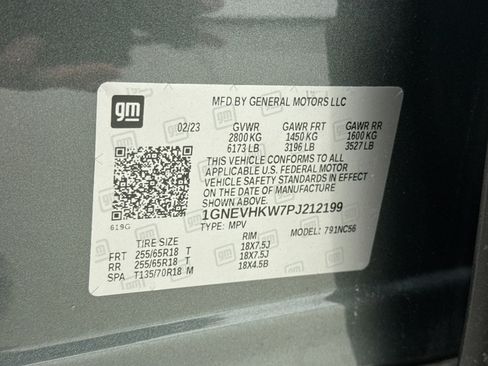 gm
MFD BY GENERAL MOTORS LLC
02/23 GVWR GAWR FRT GAWR RR
2800 KG 1450 KG 1600 KG
6173 LB 3196 LB 3527 LB
THIS VEHICLE CONFORMS TO ALL
APPLICABLE U.S. FEDERAL MOTOR
VEHICLE SAFETY STANDARDS IN EFFECT
ON THE DATE OF MANUFACTURE
SHOWN ABOVE.
1GNEVHKW7PJ212199
619G TYPE: MPV MODEL: 791NC56
TIRE SIZE RIM
FRT 255/65R18 T 18X7.5J
RR 255/65R18 T 18X7.5J
SPA T135/70R18 M 18X4.5B